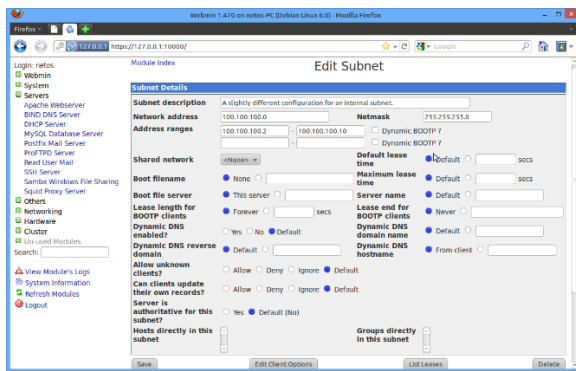 Webmin 1.470 on netos-PC (Debian Linux 6.0) - Mozilla Firefox
Firefox
127.0.0.1 https://127.0.0.1:10000/
Google
Login: netos
Webmin
System
Servers
Apache Webserver
BIND DNS Server
DHCP Server
MySQL Database Server
Postfix Mail Server
ProFTPD Server
Read User Mail
SSH Server
Samba Windows File Sharing
Squid Proxy Server
Others
Networking
Hardware
Cluster
Un-used Modules
Search:
View Module's Logs
System Information
Refresh Modules
Logout
Module Index
Edit Subnet
Subnet Details
Subnet description A slightly different configuration for an internal subnet.
Network address 100.100.100.0 Netmask 255.255.255.0
Address ranges 100.100.100.2 - 100.100.100.10 Dynamic BOOTP ?
- Dynamic BOOTP ?
Shared network <None> Default lease time Default secs
Boot filename None Maximum lease time Default secs
Boot file server This server Server name Default
Lease length for BOOTP clients Forever secs Lease end for BOOTP clients Never
Dynamic DNS enabled? Yes No Default Dynamic DNS domain name Default
Dynamic DNS reverse domain Default Dynamic DNS hostname From client
Allow unknown clients? Allow Deny Ignore Default
Can clients update their own records? Allow Deny Ignore Default
Server is authoritative for this subnet? Yes Default (No)
Hosts directly in this subnet Groups directly in this subnet
Save Edit Client Options List Leases Delete